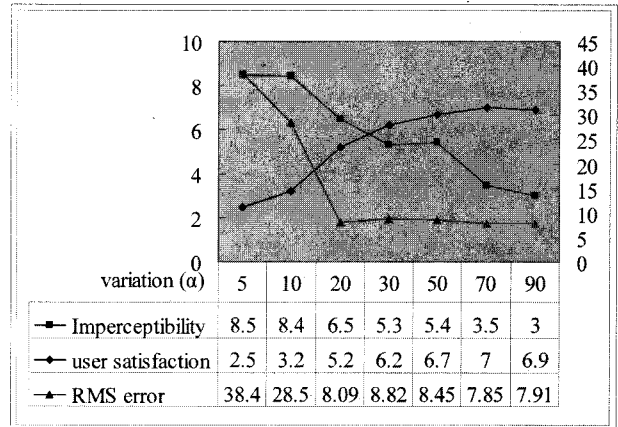 10 45
8 40
35
6 30
25
4 20
15
2 10
5
0 0
variation (α) 5 10 20 30 50 70 90
Imperceptibility 8.5 8.4 6.5 5.3 5.4 3.5 3
user satisfaction 2.5 3.2 5.2 6.2 6.7 7 6.9
RMS error 38.4 28.5 8.09 8.82 8.45 7.85 7.91